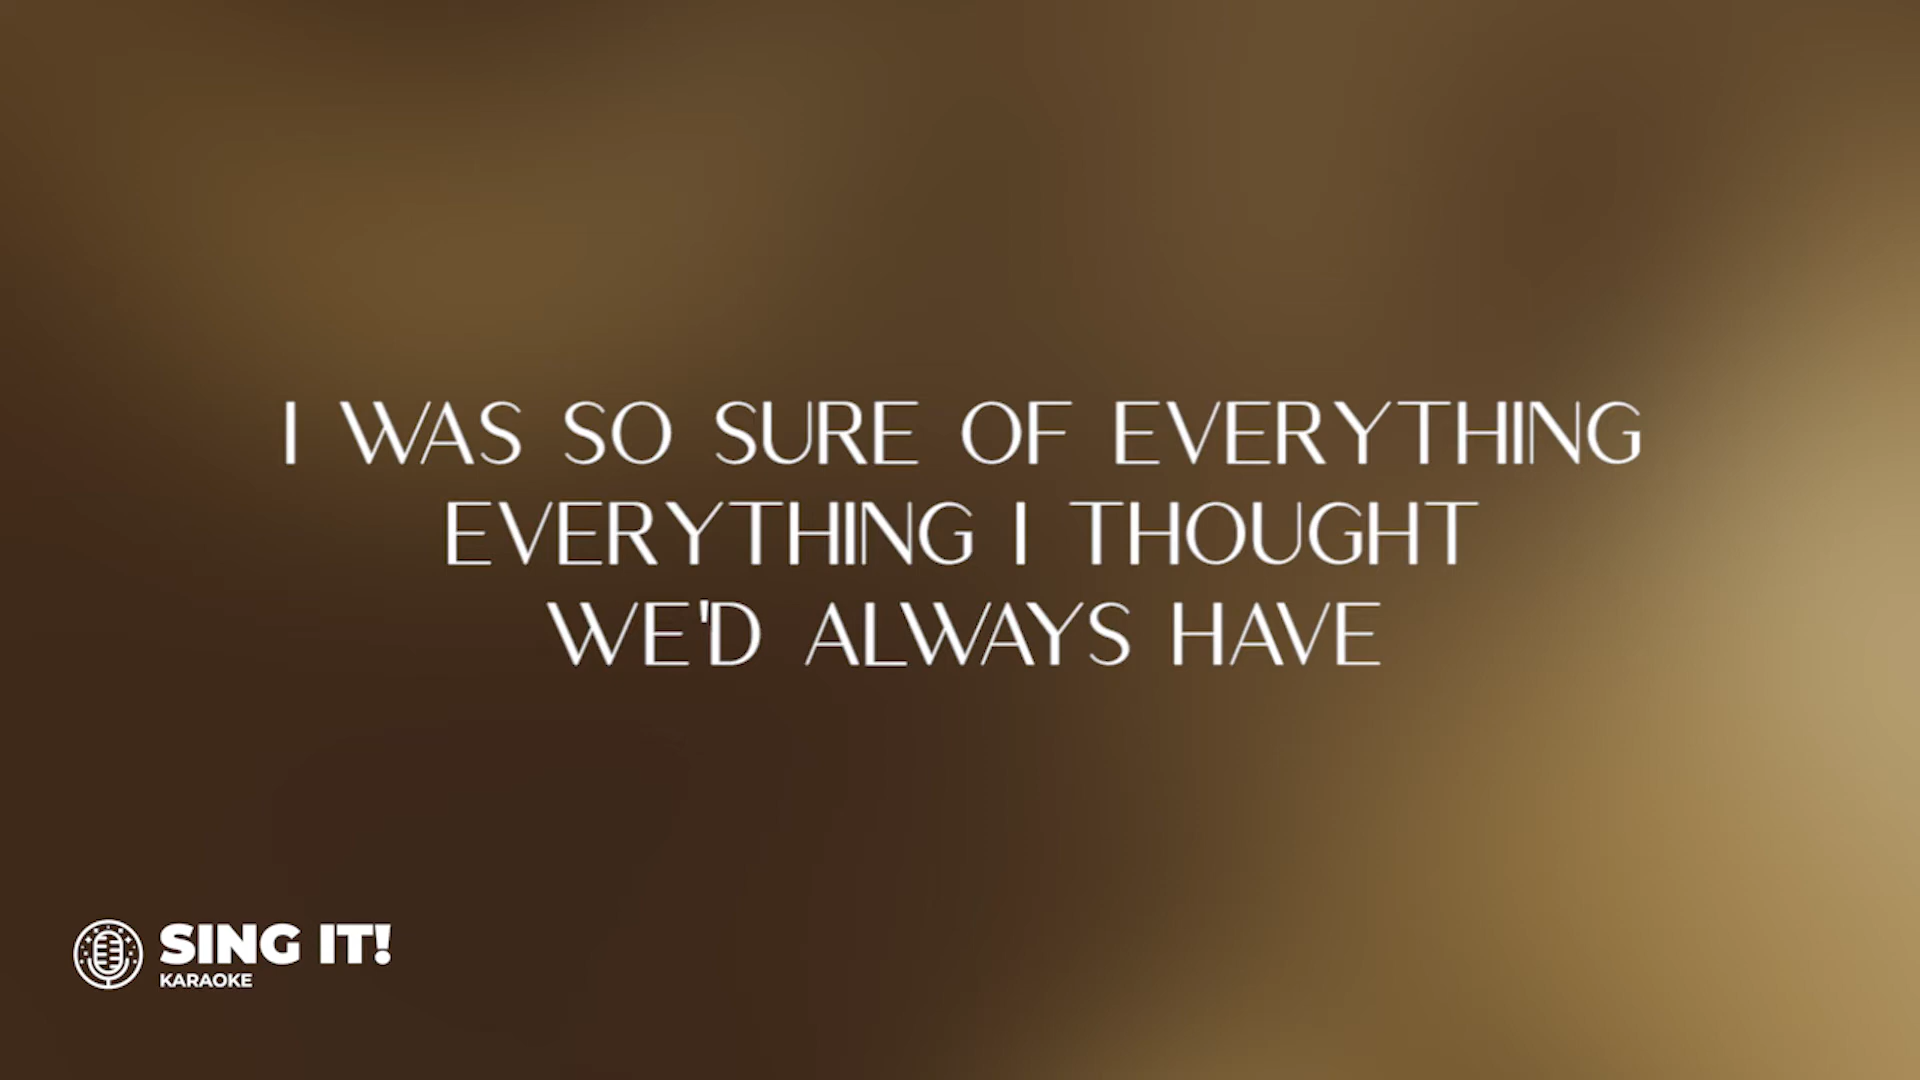 I WAS SO SURE OF EVERYTHING
EVERYTHING I THOUGHT
WE'D ALWAYS HAVE
SING IT!
KARAOKE